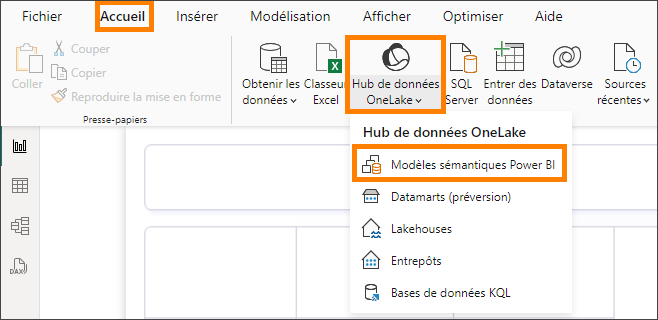 Fichier Accueil Insérer Modélisation Afficher Optimiser Aide
Coller
Couper
Copier
Reproduire la mise en forme
Presse-papiers
Obtenir les
données
Classeur
Excel
Hub de données
OneLake
SQL
Server
Entrer des
données
Dataverse
Sources
récentes
Hub de données OneLake
Modèles sémantiques Power BI
Datamarts (préversion)
Lakehouses
Entrepôts
Bases de données KQL
DAX